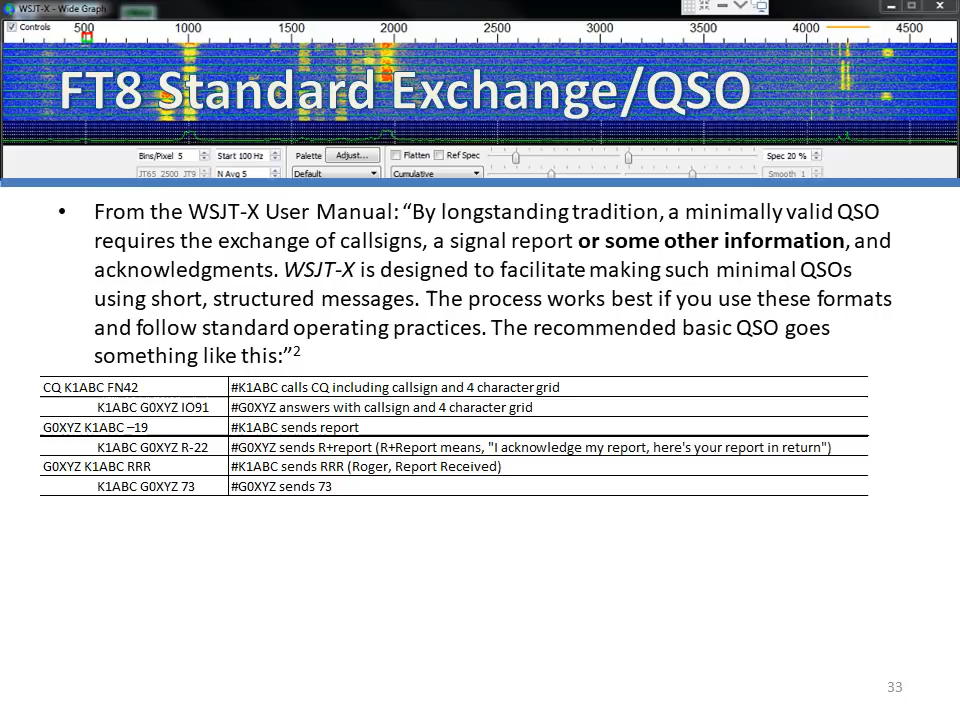 WSJT-X - Wide Graph
Controls 500 1000 1500 2000 2500 3000 3500 4000 4500
FT8 Standard Exchange/QSO
Bins/Pixel 5 Start 100 Hz Palette Adjust... Flatten Ref Spec Spec 20 %
JT65 2500 JT9 N Avg 5 Default Cumulative Smooth 1
• From the WSJT-X User Manual: “By longstanding tradition, a minimally valid QSO
requires the exchange of callsigns, a signal report or some other information, and
acknowledgments. WSJT-X is designed to facilitate making such minimal QSOs
using short, structured messages. The process works best if you use these formats
and follow standard operating practices. The recommended basic QSO goes
something like this:”2
CQ K1ABC FN42 #K1ABC calls CQ including callsign and 4 character grid
K1ABC G0XYZ IO91 #G0XYZ answers with callsign and 4 character grid
G0XYZ K1ABC –19 #K1ABC sends report
K1ABC G0XYZ R-22 #G0XYZ sends R+report (R+Report means, "I acknowledge my report, here's your report in return")
G0XYZ K1ABC RRR #K1ABC sends RRR (Roger, Report Received)
K1ABC G0XYZ 73 #G0XYZ sends 73
33